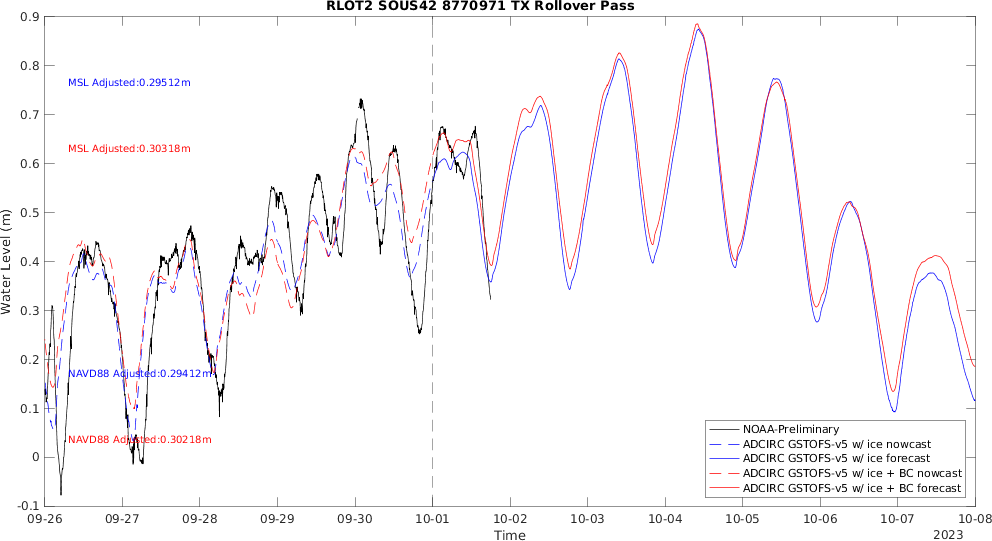 RLOT2 SOUS42 8770971 TX Rollover Pass
0.9
0.8
0.7
0.6
0.5
0.4
0.3
0.2
0.1
0
-0.1
Water Level (m)
MSL Adjusted:0.29512m
MSL Adjusted:0.30318m
NAVD88 Adjusted:0.29412m
NAVD88 Adjusted:0.30218m
NOAA-Preliminary
ADCIRC GSTOFS-v5 w/ ice nowcast
ADCIRC GSTOFS-v5 w/ ice forecast
ADCIRC GSTOFS-v5 w/ ice + BC nowcast
ADCIRC GSTOFS-v5 w/ ice + BC forecast
09-26 09-27 09-28 09-29 09-30 10-01 10-02 10-03 10-04 10-05 10-06 10-07 10-08
Time
2023